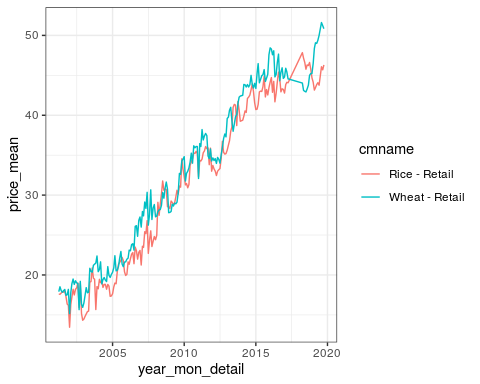 50
40
30
20
price_mean
2005
2010
2015
2020
year_mon_detail
cmname
Rice - Retail
Wheat - Retail